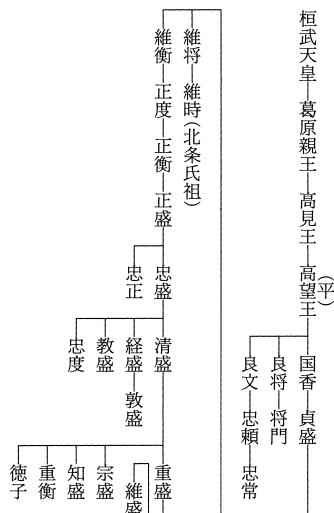 桓武天皇―葛原親王―高見王―高望王
(平)
国香―貞盛
良将―将門
良文―忠頼―忠常
維将―維時(北条氏祖)
維衡―正度―正衡―正盛
忠盛
忠正
清盛
経盛―敦盛
教盛
忠度
重盛
維盛
宗盛
知盛
重衡
徳子